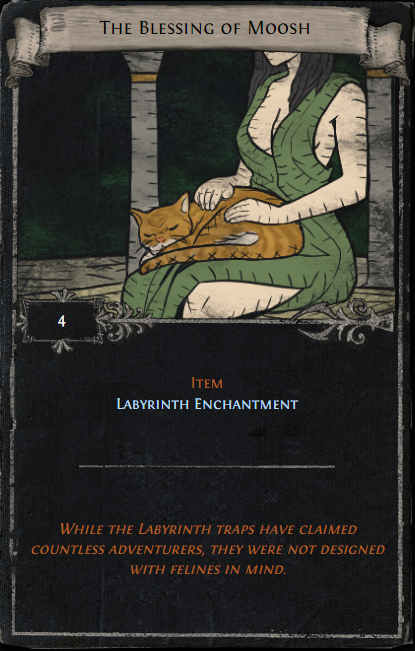 The Blessing of Moosh
4
Item
Labyrinth Enchantment
While the Labyrinth traps have claimed
countless adventurers, they were not designed
with felines in mind.